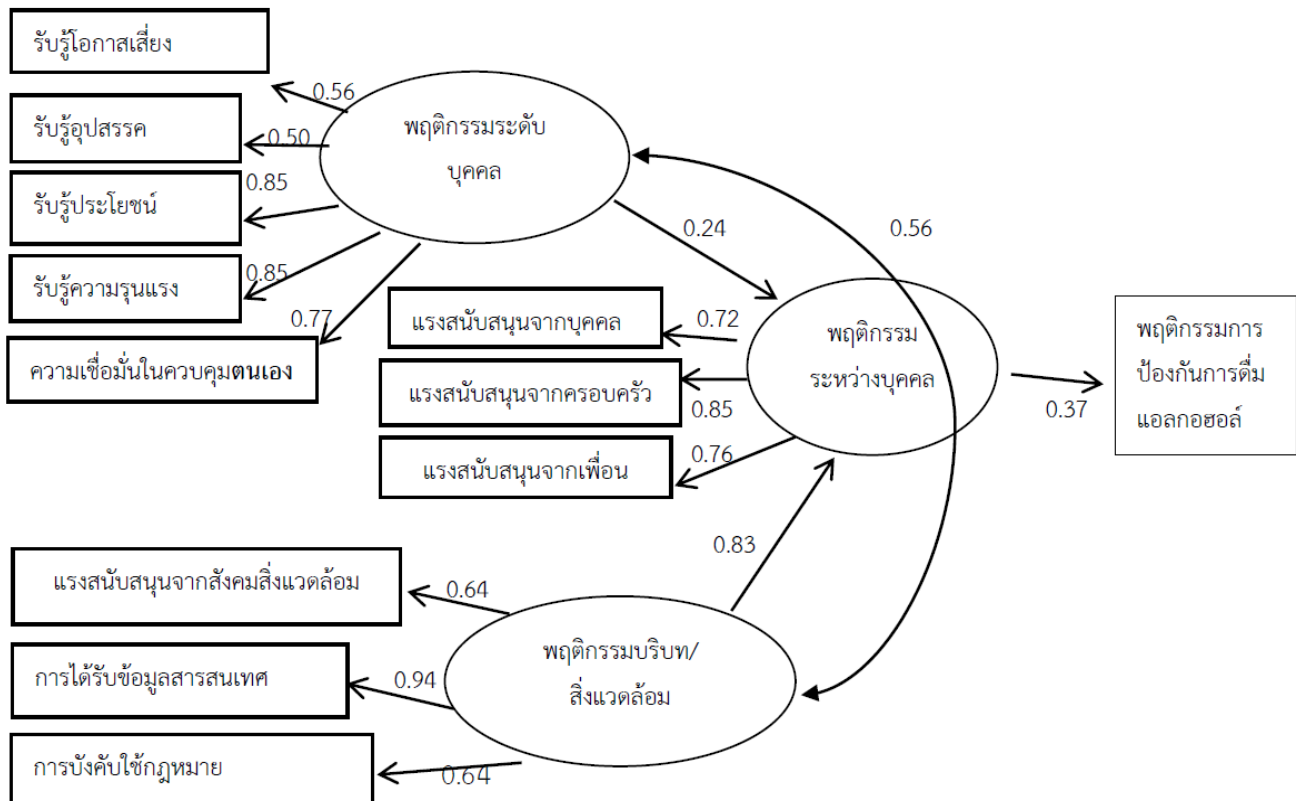 รับรู้โอกาสเสี่ยง
0.56
รับรู้อุปสรรค
0.50
พฤติกรรมระดับ
บุคคล
รับรู้ประโยชน์
0.85
0.24
0.56
รับรู้ความรุนแรง
0.85
0.77
ความเชื่อมั่นในควบคุมตนเอง
แรงสนับสนุนจากบุคคล
0.72
พฤติกรรม
ระหว่างบุคคล
แรงสนับสนุนจากครอบครัว
0.85
0.37
พฤติกรรมการ
ป้องกันการดื่ม
แอลกอฮอล์
แรงสนับสนุนจากเพื่อน
0.76
0.83
แรงสนับสนุนจากสังคมสิ่งแวดล้อม
0.64
การได้รับข้อมูลสารสนเทศ
0.94
พฤติกรรมบริบท/
สิ่งแวดล้อม
การบังคับใช้กฎหมาย
0.64